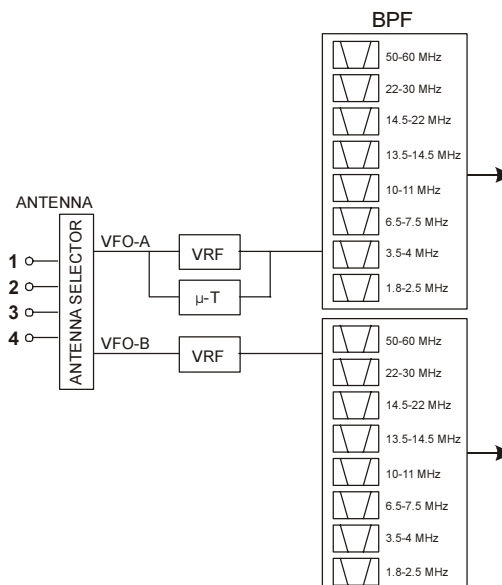 BPF
50-60 MHz
22-30 MHz
14.5-22 MHz
13.5-14.5 MHz
10-11 MHz
6.5-7.5 MHz
3.5-4 MHz
1.8-2.5 MHz
ANTENNA
1
2
3
4
ANTENNA SELECTOR
VFO-A
VRF
µ-T
VFO-B
VRF
50-60 MHz
22-30 MHz
14.5-22 MHz
13.5-14.5 MHz
10-11 MHz
6.5-7.5 MHz
3.5-4 MHz
1.8-2.5 MHz